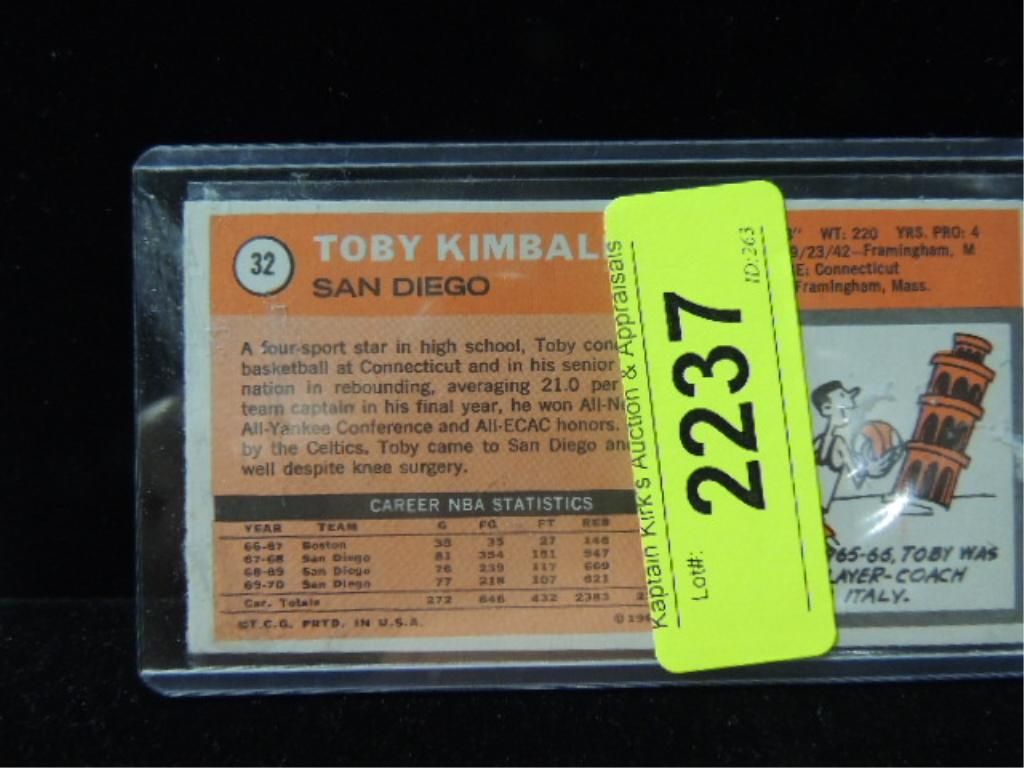 32
TOBY KIMBAL
SAN DIEGO
WT: 220 YRS. PRO: 4
9/23/42—Framingham, M
E: Connecticut
Framingham, Mass.
A four-sport star in high school, Toby con
basketball at Connecticut and in his senior
nation in rebounding, averaging 21.0 per
team captain in his final year, he won All-N
All-Yankee Conference and All-ECAC honors.
by the Celtics, Toby came to San Diego an
well despite knee surgery.
CAREER NBA STATISTICS
YEAR TEAM G FG FT REB
66-67 Boston 38 35 27 146
67-68 San Diego 81 354 181 947
68-69 San Diego 76 239 117 669
69-70 San Diego 77 218 107 621
Car. Totals 272 846 432 2383 2
©T.C.G. PRTD. IN U.S.A. ©19
965-66, TOBY WAS
LAYER-COACH
ITALY.
Kaptain Kirk's Auction & Appraisals
Lot#: 2237
ID:263